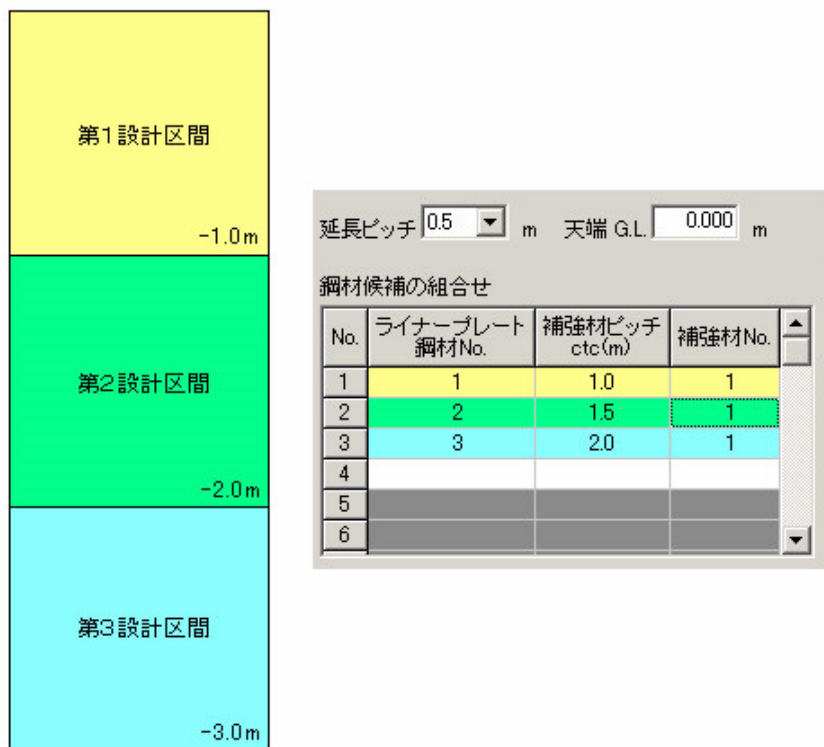 第1設計区間
-1.0m
第2設計区間
-2.0m
第3設計区間
-3.0m
延長ピッチ 0.5 m 天端 G.L. 0.000 m
鋼材候補の組合せ
No. ライナープレート 鋼材No. 補強材ピッチ ctc(m) 補強材No.
1 1 1.0 1
2 2 1.5 1
3 3 2.0 1
4
5
6